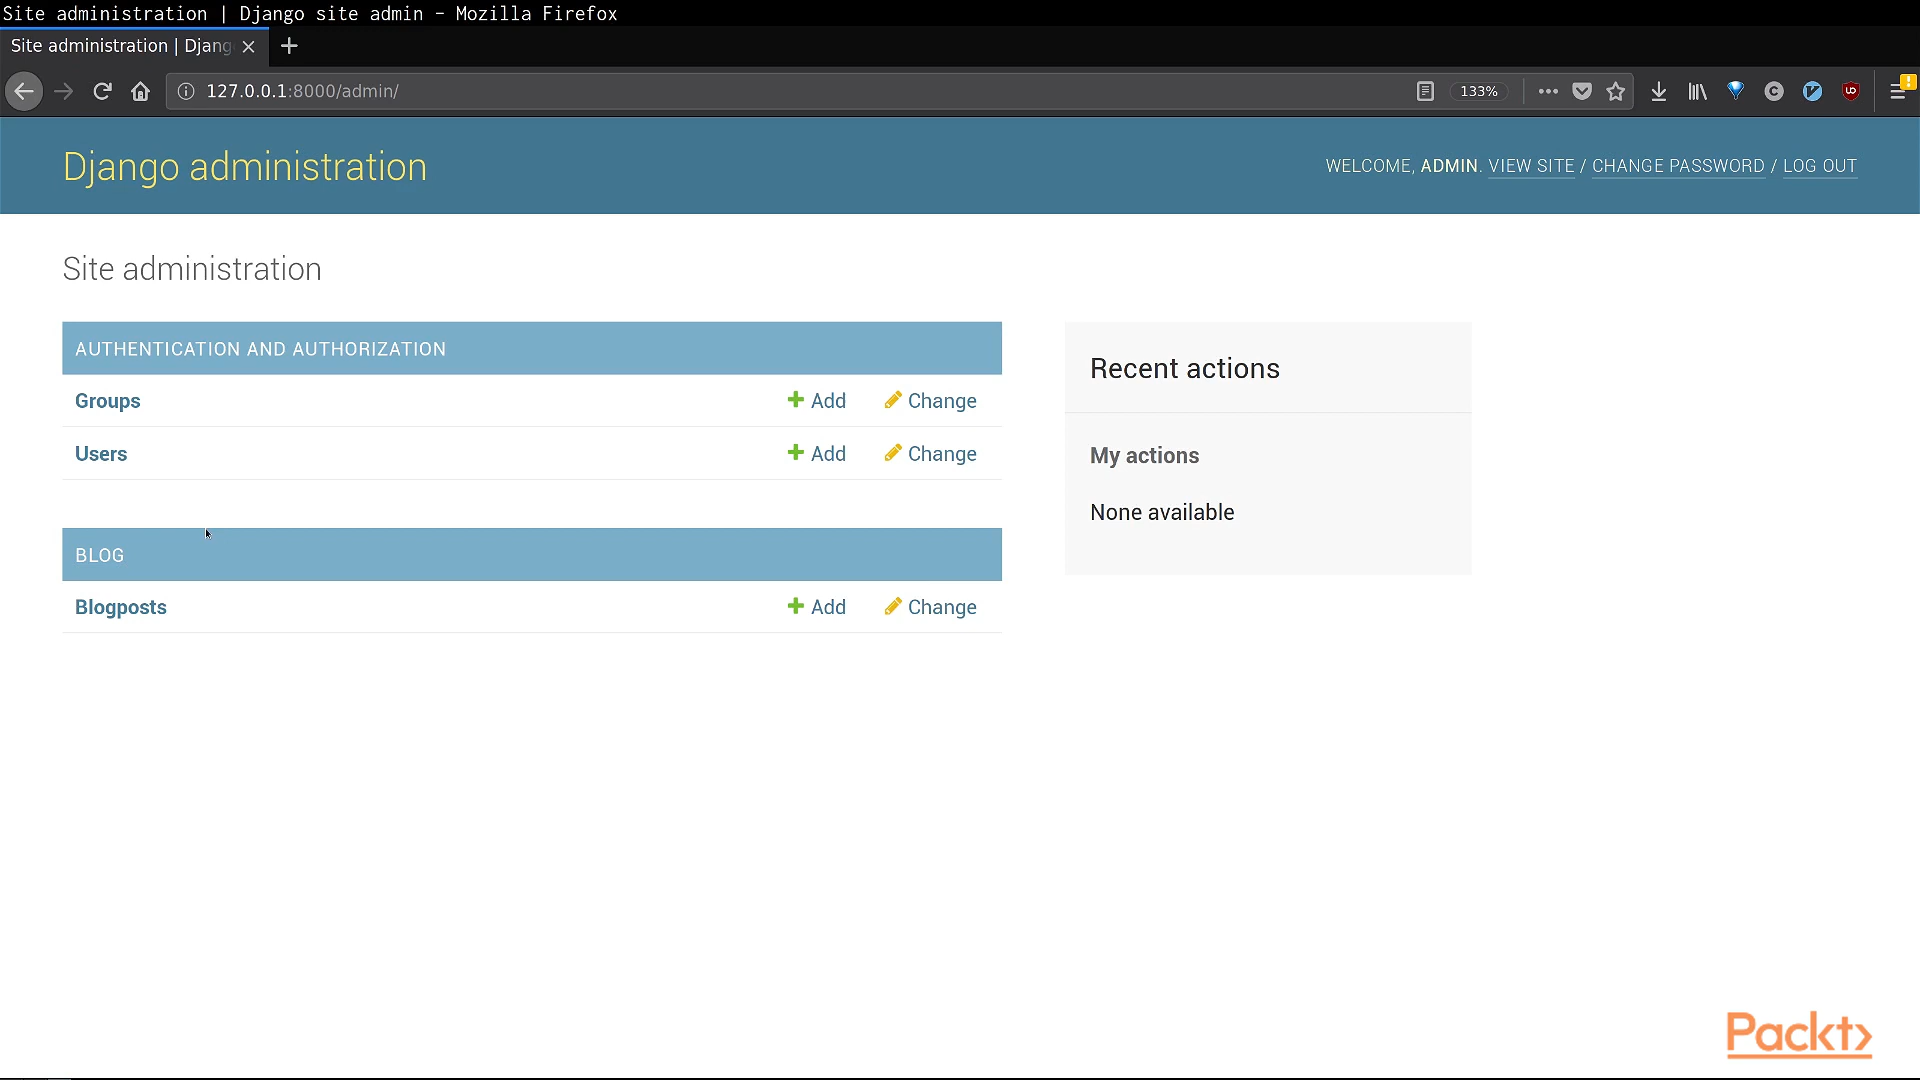 Site administration | Django site admin - Mozilla Firefox
Site administration | Djang
127.0.0.1:8000/admin/
133%
Django administration
WELCOME, ADMIN. VIEW SITE / CHANGE PASSWORD / LOG OUT
Site administration
AUTHENTICATION AND AUTHORIZATION
Groups Add Change
Users Add Change
BLOG
Blogposts Add Change
Recent actions
My actions
None available
Packt>